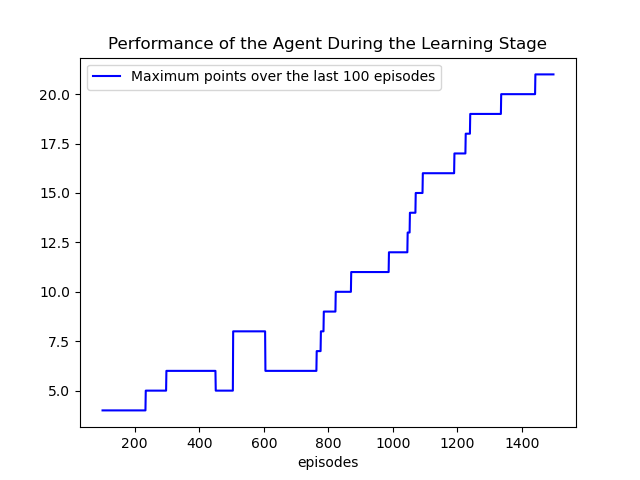 Performance of the Agent During the Learning Stage
Maximum points over the last 100 episodes
20.0
17.5
15.0
12.5
10.0
7.5
5.0
200 400 600 800 1000 1200 1400
episodes